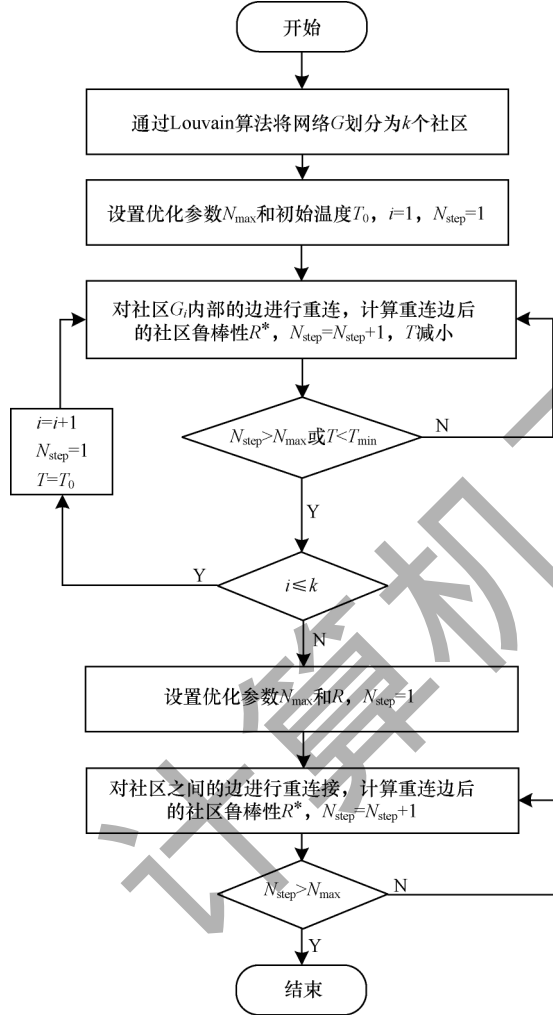 开始
通过Louvain算法将网络G划分为k个社区
设置优化参数Nmax和初始温度T0，i=1，Nstep=1
对社区Gi内部的边进行重连，计算重连边后
的社区鲁棒性R*，Nstep=Nstep+1，T减小
i=i+1
Nstep=1
T=T0
Nstep>Nmax或T<Tmin
N
Y
Y
i≤k
N
设置优化参数Nmax和R，Nstep=1
对社区之间的边进行重连接，计算重连边后
的社区鲁棒性R*，Nstep=Nstep+1
Nstep>Nmax
N
Y
结束
计算机